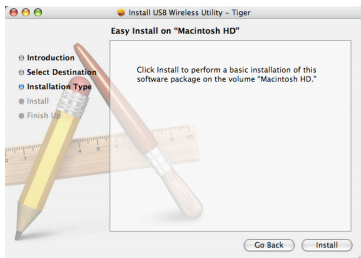 Install USB Wireless Utility – Tiger
Easy Install on "Macintosh HD"
Introduction
Select Destination
Installation Type
Install
Finish Up
Click Install to perform a basic installation of this
software package on the volume "Macintosh HD."
Go Back
Install